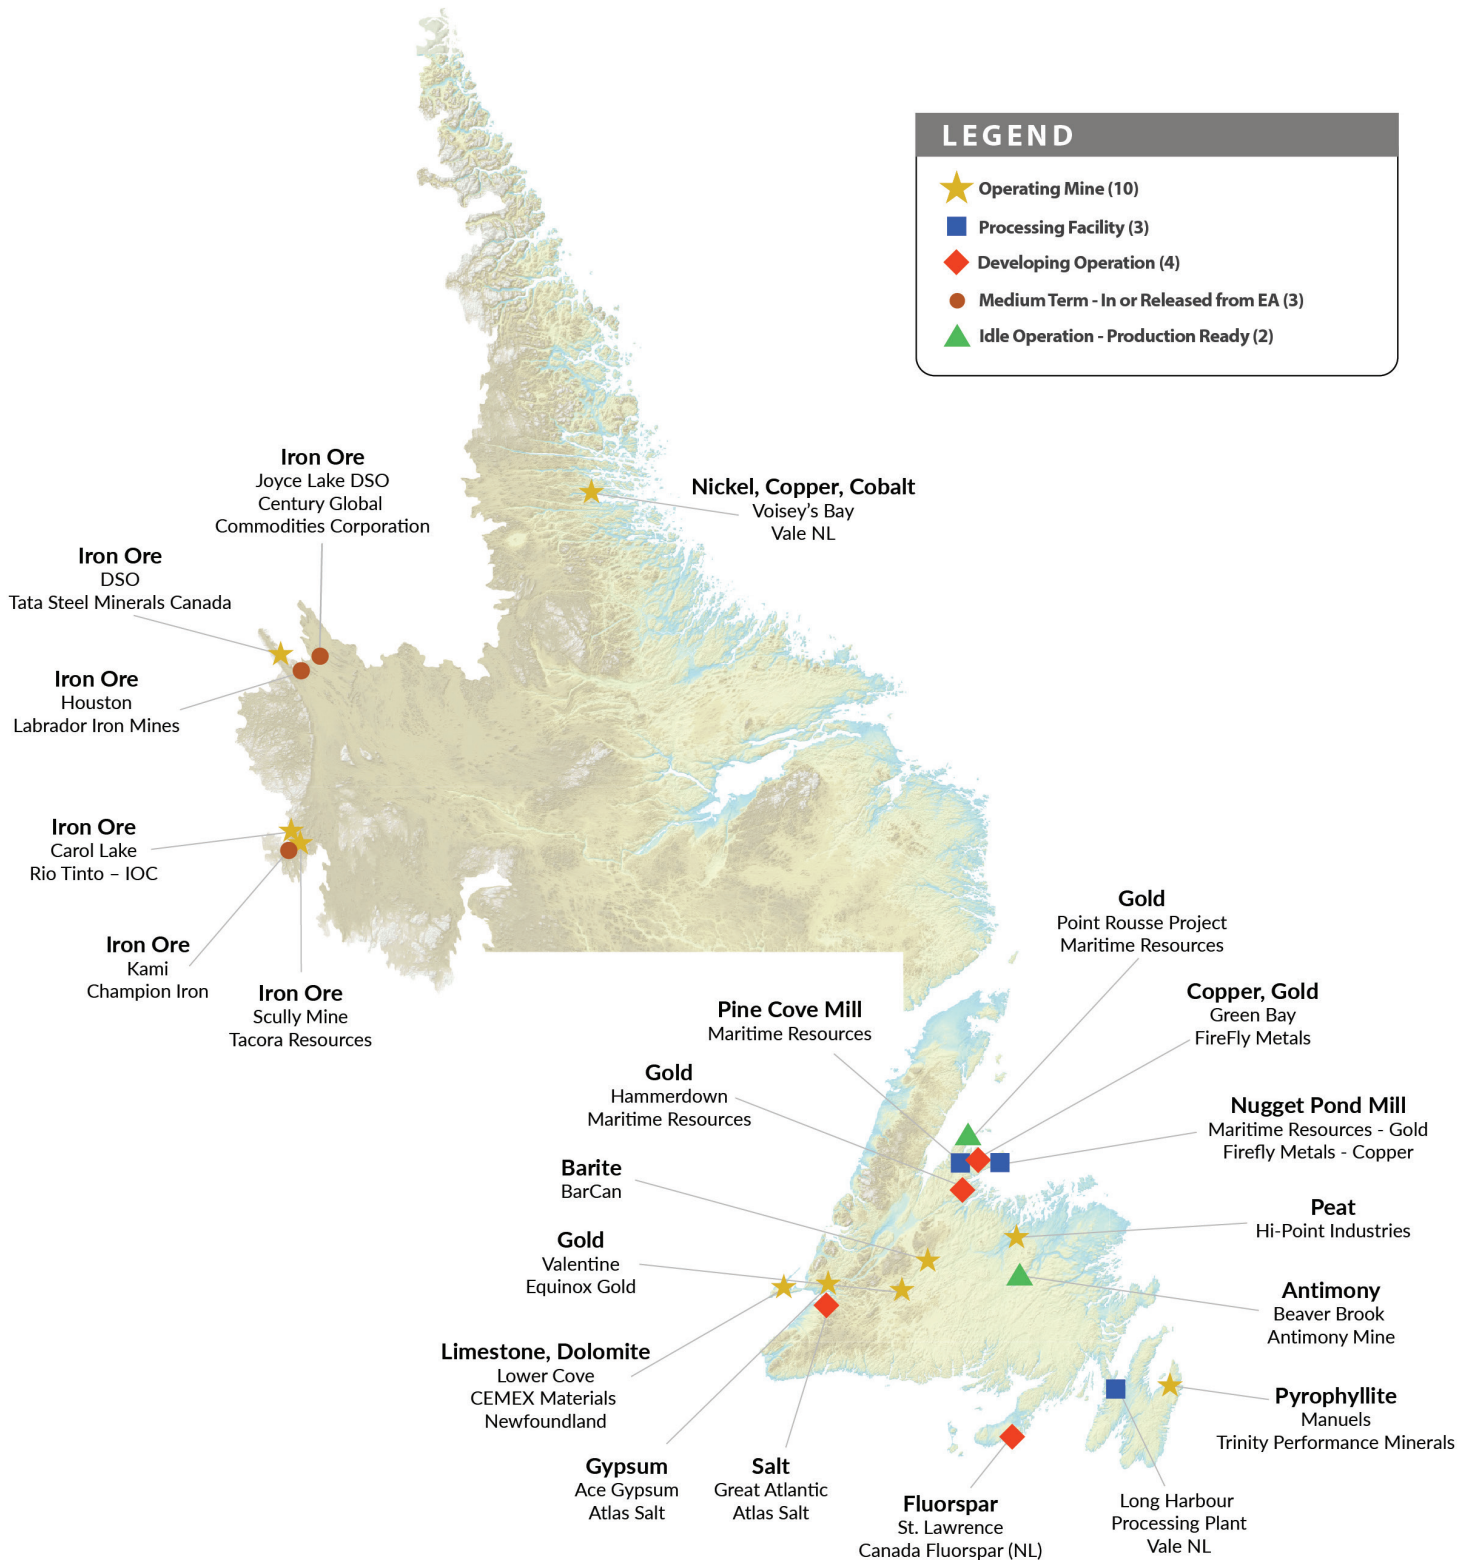 LEGEND
Operating Mine (10)
Processing Facility (3)
Developing Operation (4)
Medium Term - In or Released from EA (3)
Idle Operation - Production Ready (2)
Iron Ore
Joyce Lake DSO
Century Global
Commodities Corporation
Nickel, Copper, Cobalt
Voisey's Bay
Vale NL
Iron Ore
DSO
Tata Steel Minerals Canada
Iron Ore
Houston
Labrador Iron Mines
Iron Ore
Carol Lake
Rio Tinto – IOC
Iron Ore
Kami
Champion Iron
Iron Ore
Scully Mine
Tacora Resources
Gold
Point Rousse Project
Maritime Resources
Copper, Gold
Green Bay
FireFly Metals
Pine Cove Mill
Maritime Resources
Gold
Hammerdown
Maritime Resources
Nugget Pond Mill
Maritime Resources - Gold
Firefly Metals - Copper
Barite
BarCan
Peat
Hi-Point Industries
Gold
Valentine
Equinox Gold
Antimony
Beaver Brook
Antimony Mine
Limestone, Dolomite
Lower Cove
CEMEX Materials
Newfoundland
Pyrophyllite
Manuels
Trinity Performance Minerals
Gypsum
Ace Gypsum
Atlas Salt
Salt
Great Atlantic
Atlas Salt
Fluorspar
St. Lawrence
Canada Fluorspar (NL)
Long Harbour
Processing Plant
Vale NL